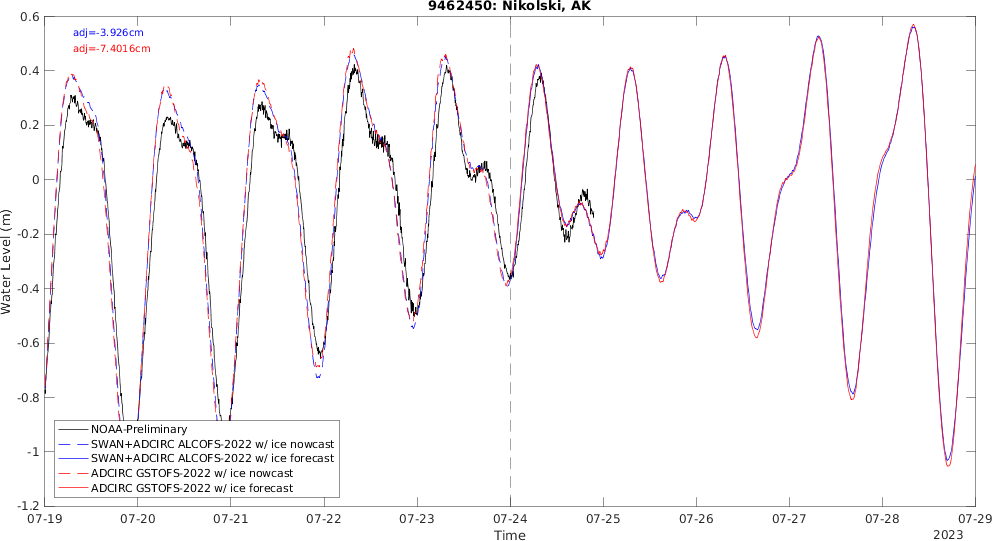 9462450: Nikolski, AK
adj=-3.926cm
adj=-7.4016cm
0.6
0.4
0.2
0
-0.2
-0.4
-0.6
-0.8
-1
-1.2
Water Level (m)
NOAA-Preliminary
SWAN+ADCIRC ALCOFS-2022 w/ ice nowcast
SWAN+ADCIRC ALCOFS-2022 w/ ice forecast
ADCIRC GSTOFS-2022 w/ ice nowcast
ADCIRC GSTOFS-2022 w/ ice forecast
07-19 07-20 07-21 07-22 07-23 07-24 07-25 07-26 07-27 07-28 07-29
2023
Time